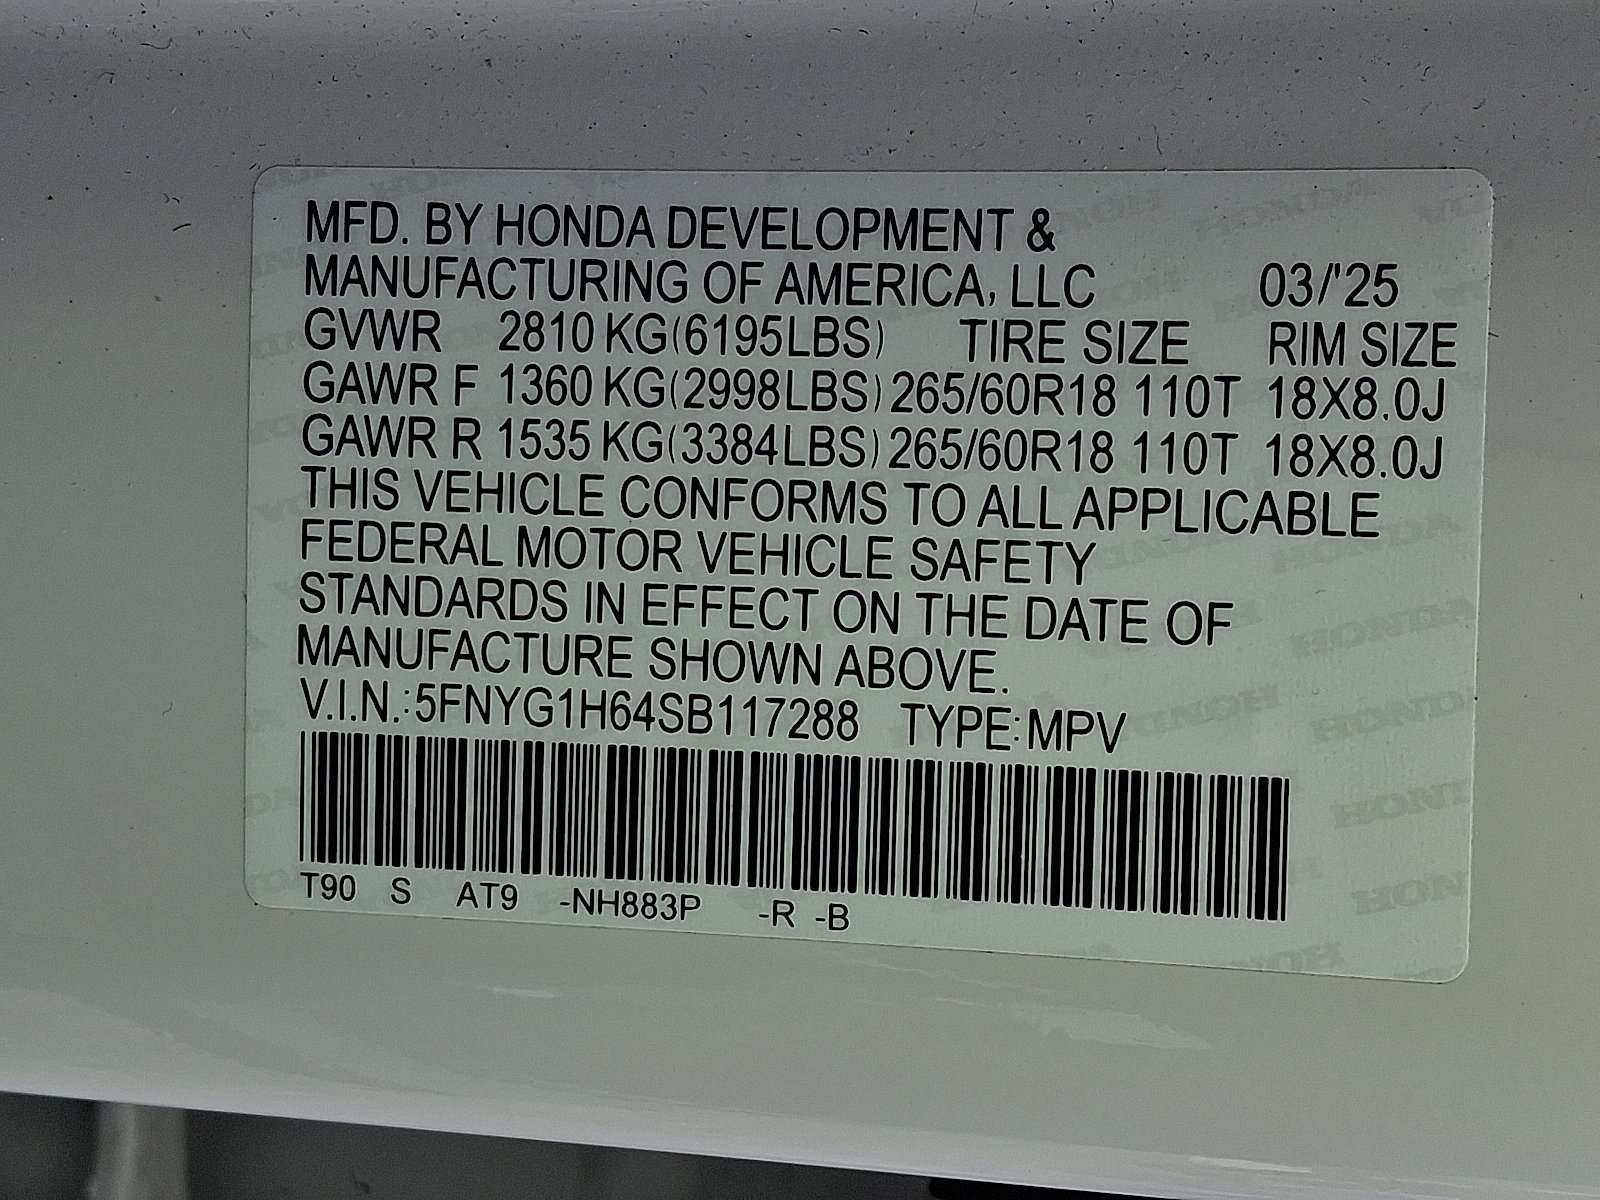 MFD. BY HONDA DEVELOPMENT &
MANUFACTURING OF AMERICA, LLC 03/'25
GVWR 2810 KG(6195LBS) TIRE SIZE RIM SIZE
GAWR F 1360 KG(2998LBS) 265/60R18 110T 18X8.0J
GAWR R 1535 KG(3384LBS) 265/60R18 110T 18X8.0J
THIS VEHICLE CONFORMS TO ALL APPLICABLE
FEDERAL MOTOR VEHICLE SAFETY
STANDARDS IN EFFECT ON THE DATE OF
MANUFACTURE SHOWN ABOVE.
V.I.N.:5FNYG1H64SB117288 TYPE:MPV
T90 S AT9 -NH883P -R -B